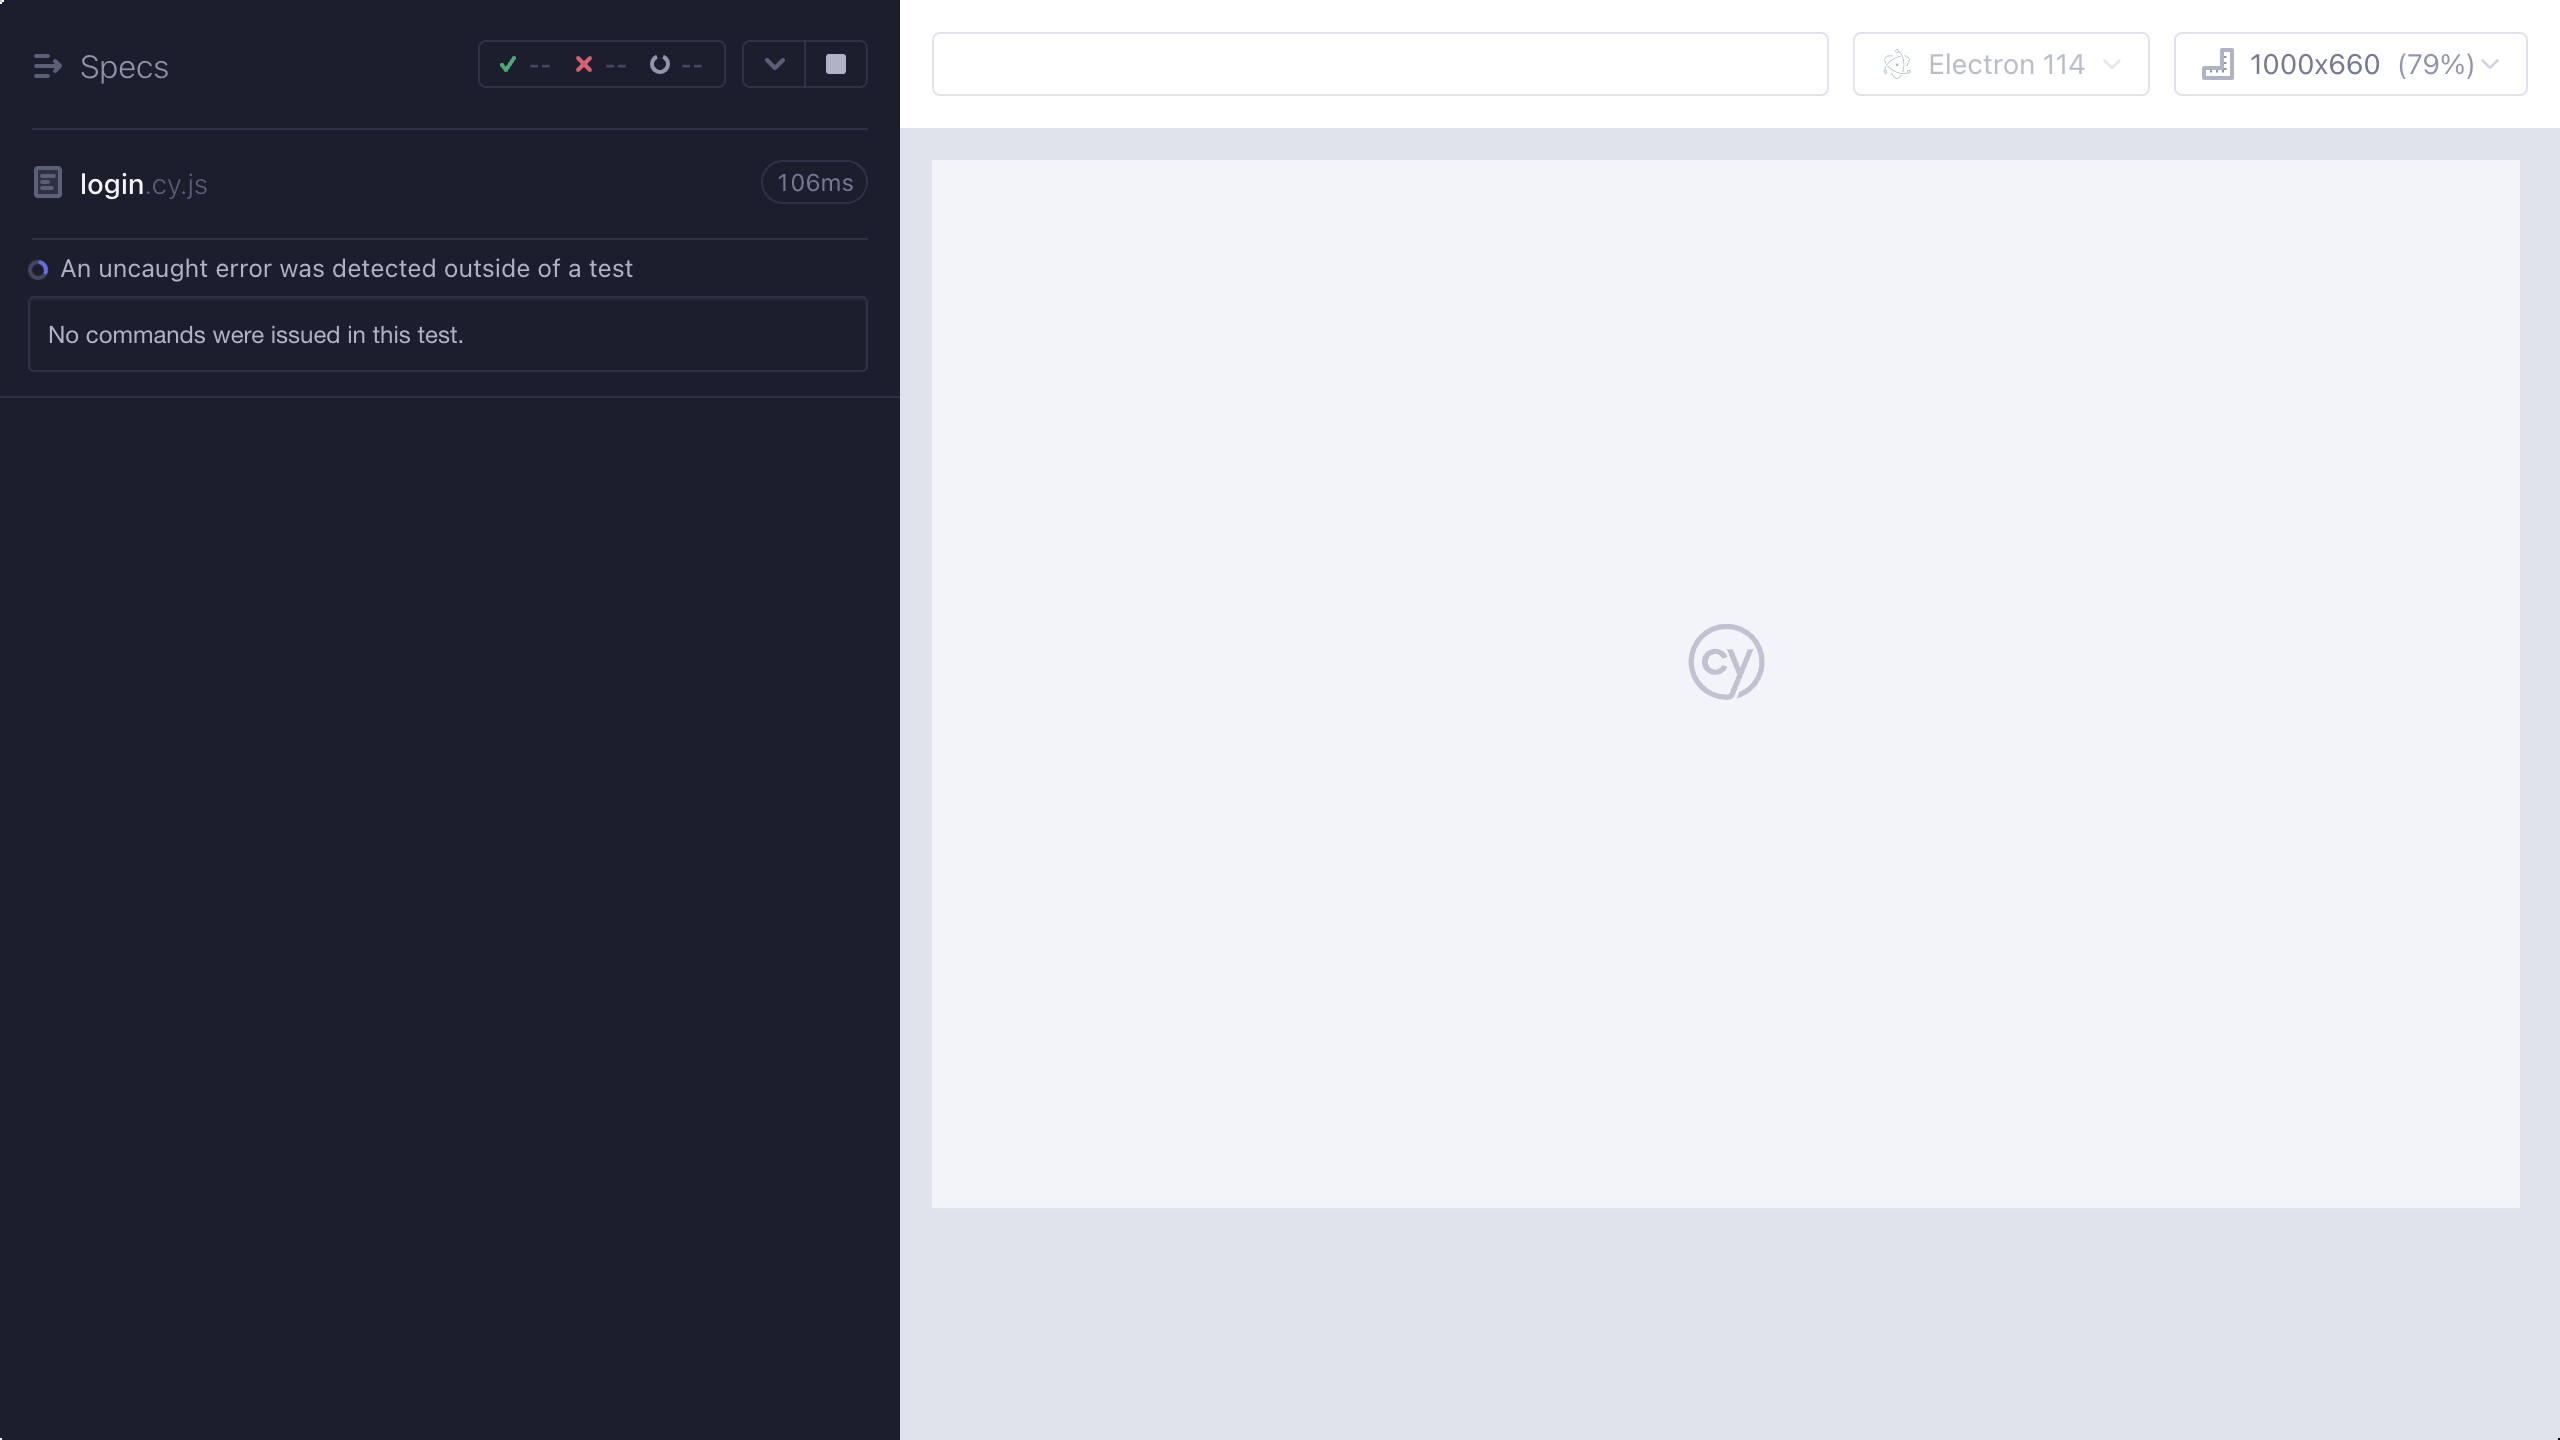 Specs
-- -- --
login.cy.js
106ms
An uncaught error was detected outside of a test
No commands were issued in this test.
Electron 114
1000x660 (79%)
cy